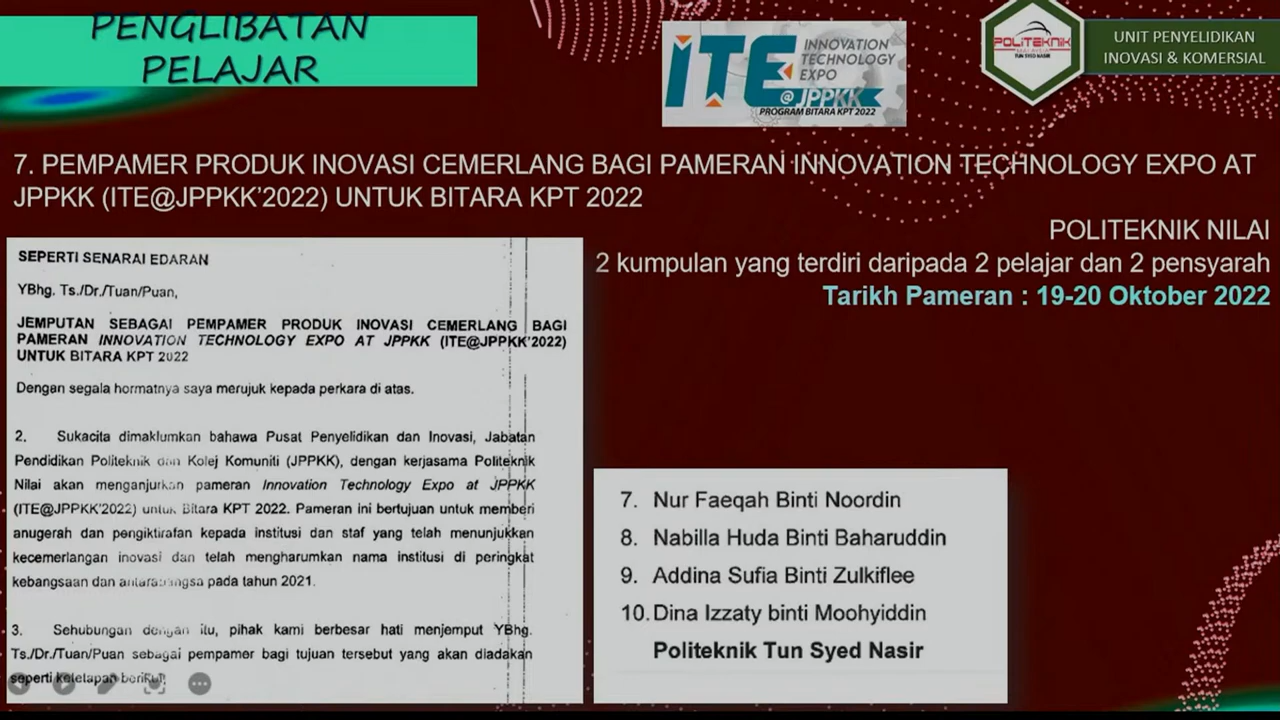 PENGLIBATAN
PELAJAR
ITE
INNOVATION
TECHNOLOGY
EXPO
@JPPKK
PROGRAM BITARA KPT 2022
POLITEKNIK
MALAYSIA
TUN SYED NASIR
UNIT PENYELIDIKAN
INOVASI & KOMERSIAL
7. PEMPAMER PRODUK INOVASI CEMERLANG BAGI PAMERAN INNOVATION TECHNOLOGY EXPO AT
JPPKK (ITE@JPPKK’2022) UNTUK BITARA KPT 2022
POLITEKNIK NILAI
2 kumpulan yang terdiri daripada 2 pelajar dan 2 pensyarah
Tarikh Pameran : 19-20 Oktober 2022
SEPERTI SENARAI EDARAN
YBhg. Ts./Dr./Tuan/Puan,
JEMPUTAN SEBAGAI PEMPAMER PRODUK INOVASI CEMERLANG BAGI
PAMERAN INNOVATION TECHNOLOGY EXPO AT JPPKK (ITE@JPPKK’2022)
UNTUK BITARA KPT 2022
Dengan segala hormatnya saya merujuk kepada perkara di atas.
2. Sukacita dimaklumkan bahawa Pusat Penyelidikan dan Inovasi, Jabatan
Pendidikan Politeknik dan Kolej Komuniti (JPPKK), dengan kerjasama Politeknik
Nilai akan menganjurkan pameran Innovation Technology Expo at JPPKK
(ITE@JPPKK’2022) untuk Bitara KPT 2022. Pameran ini bertujuan untuk memberi
anugerah dan pengiktirafan kepada institusi dan staf yang telah menunjukkan
kecemerlangan inovasi dan telah mengharumkan nama institusi di peringkat
kebangsaan dan antarabangsa pada tahun 2021.
3. Sehubungan dengan itu, pihak kami berbesar hati menjemput YBhg.
Ts./Dr./Tuan/Puan sebagai pempamer bagi tujuan tersebut yang akan diadakan
seperti ketetapan berikut;
7. Nur Faeqah Binti Noordin
8. Nabilla Huda Binti Baharuddin
9. Addina Sufia Binti Zulkiflee
10. Dina Izzaty binti Moohyiddin
Politeknik Tun Syed Nasir